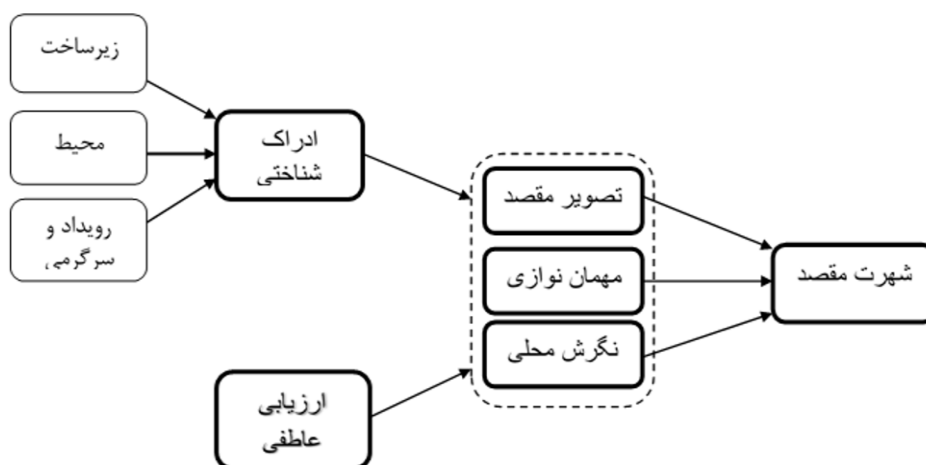 زیرساخت
محیط
رویداد و
سرگرمی
ادراک
شناختی
ارزیابی
عاطفی
تصویر مقصد
مهمان نوازی
نگرش محلی
شهرت مقصد